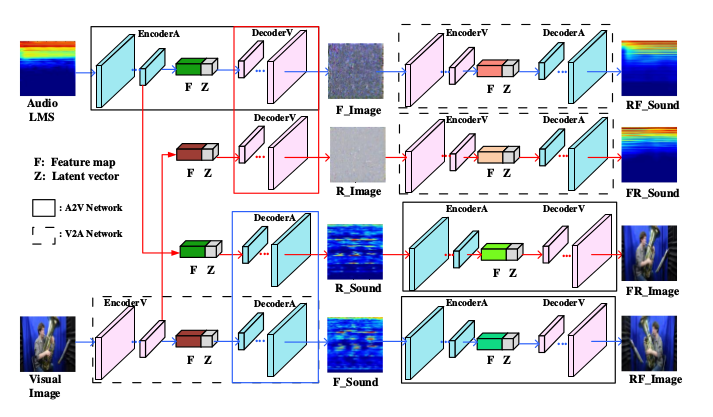 EncoderA
DecoderV
EncoderV
DecoderA
F Z
F Z
Audio
LMS
F_Image
RF_Sound
DecoderV
EncoderV
DecoderA
F Z
F Z
R_Image
FR_Sound
F: Feature map
Z: Latent vector
: A2V Network
: V2A Network
DecoderA
EncoderA
DecoderV
F Z
F Z
R_Sound
FR_Image
EncoderV
DecoderA
EncoderA
DecoderV
F Z
F Z
Visual
Image
F_Sound
RF_Image